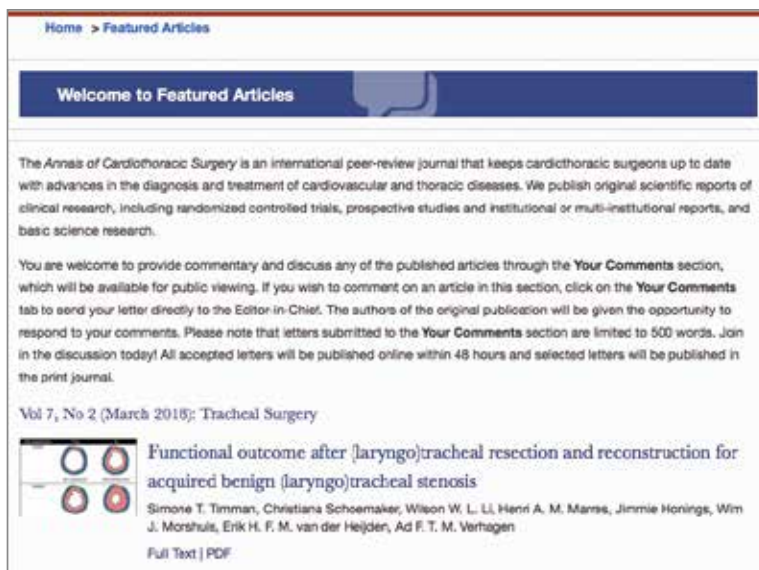 Home > Featured Articles
Welcome to Featured Articles
The Annals of Cardiothoracic Surgery is an international peer-review journal that keeps cardiothoracic surgeons up to date
with advances in the diagnosis and treatment of cardiovascular and thoracic diseases. We publish original scientific reports of
clinical research, including randomized controlled trials, prospective studies and institutional or multi-institutional reports, and
basic science research.
You are welcome to provide commentary and discuss any of the published articles through the Your Comments section,
which will be available for public viewing. If you wish to comment on an article in this section, click on the Your Comments
tab to send your letter directly to the Editor-in-Chief. The authors of the original publication will be given the opportunity to
respond to your comments. Please note that letters submitted to the Your Comments section are limited to 500 words. Join
in the discussion today! All accepted letters will be published online within 48 hours and selected letters will be published in
the print journal.
Vol 7, No 2 (March 2018): Tracheal Surgery
Functional outcome after (laryngo)tracheal resection and reconstruction for
acquired benign (laryngo)tracheal stenosis
Simone T. Timman, Christiana Schoemaker, Wilson W. L. Li, Henri A. M. Marres, Jimmie Honings, Wim
J. Morshuis, Erik H. F. M. van der Heijden, Ad F. T. M. Verhagen
Full Text | PDF